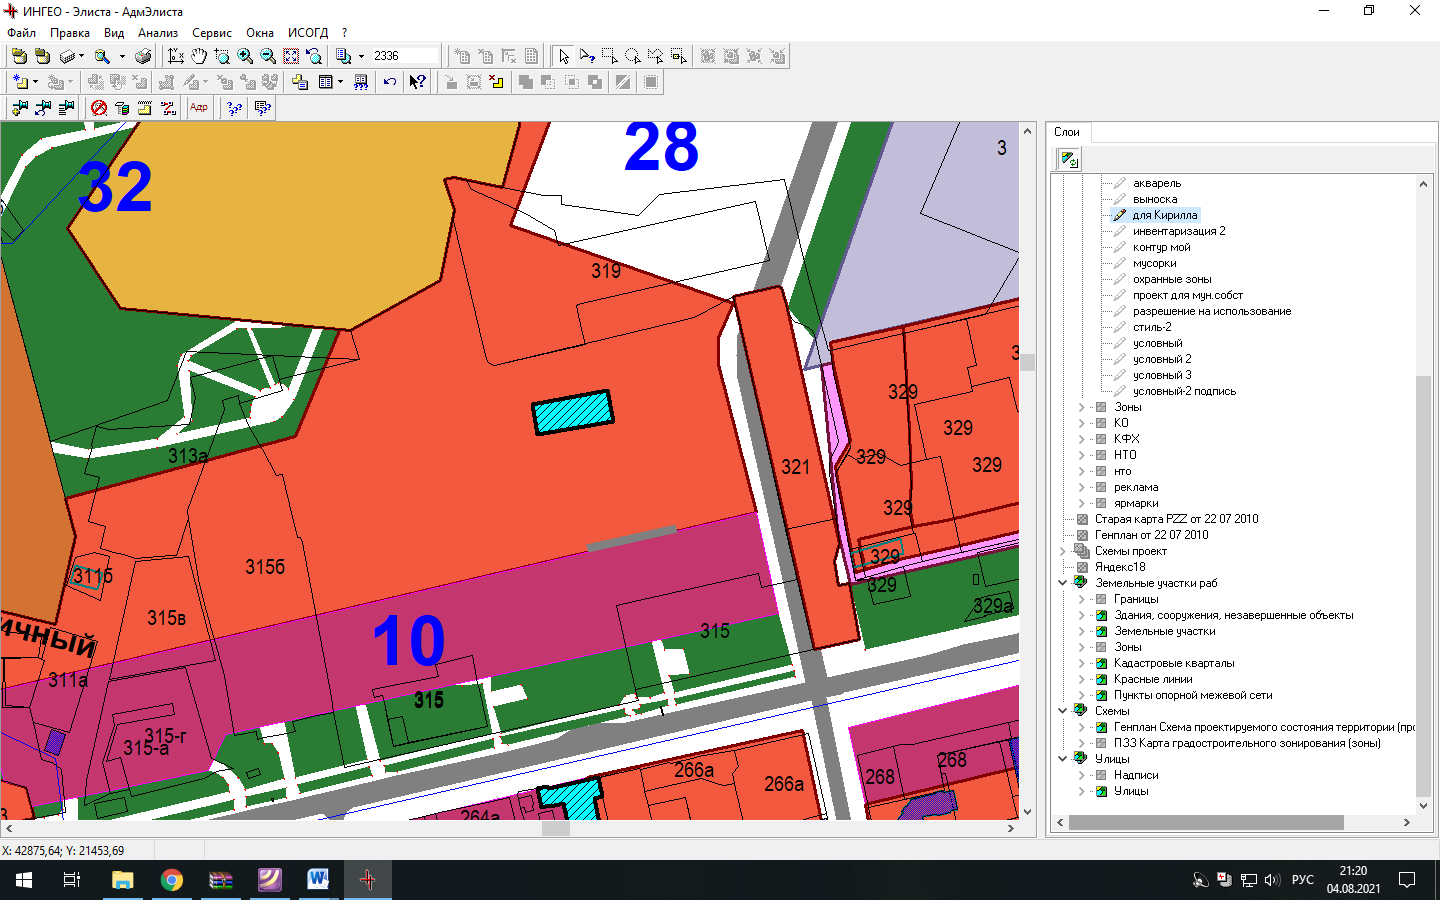 ИНГЕО - Элиста - АдмЭлиста
Файл Правка Вид Анализ Сервис Окна ИСОГД ?
2336
Адр
Слои
акварель
выноска
для Кирилла
инвентаризация 2
контур мой
мусорки
охранные зоны
проект для мун.собст
разрешение на использование
стиль-2
условный
условный 2
условный 3
условный-2 подпись
Зоны
КО
КФХ
НТО
нто
реклама
ярмарки
Старая карта PZZ от 22 07 2010
Генплан от 22 07 2010
Схемы проект
Яндекс18
Земельные участки раб
Границы
Здания, сооружения, незавершенные объекты
Земельные участки
Зоны
Кадастровые кварталы
Красные линии
Пункты опорной межевой сети
Схемы
Генплан Схема проектируемого состояния территории (про
ПЗЗ Карта градостроительного зонирования (зоны)
Улицы
Надписи
Улицы
28
3
32
319
3
329
329
313а
329
321
329
329
329
311б
315б
329
329а
315в
ичный
10
315
311а
315
315-г
315-а
268
266а
266а
268
264а
X: 42875,64; Y: 21453,69
РУС
21:20
04.08.2021